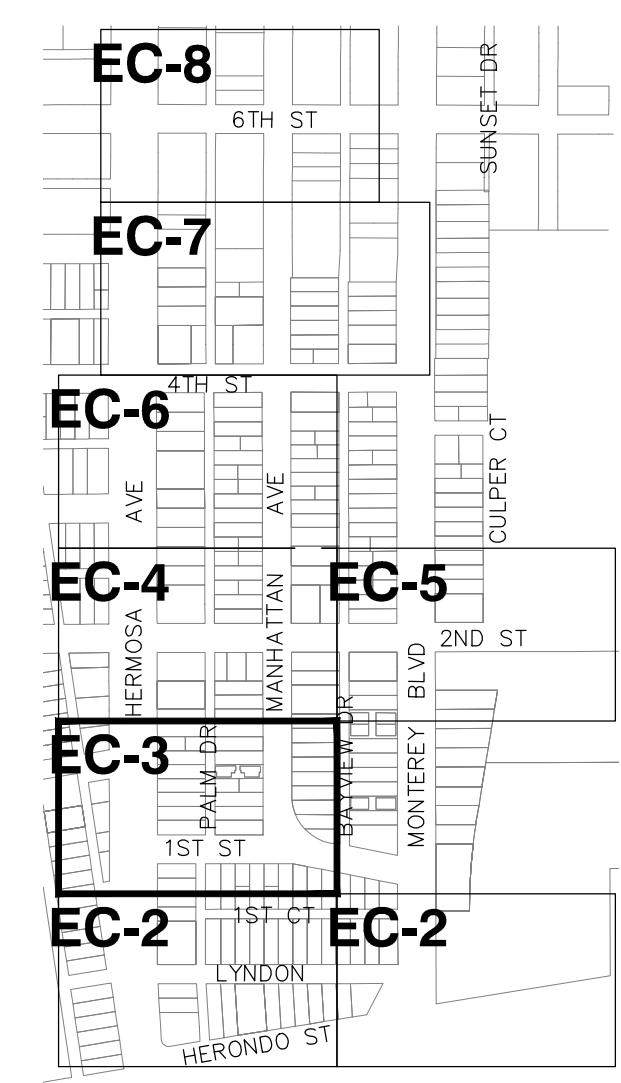 EC-8
SUNSET DR
6TH ST
EC-7
4TH ST
EC-6
AVE
AVE
CULPER CT
EC-4
EC-5
HERMOSA
MANHATTAN
2ND ST
BLVD
EC-3
PALM DR
BAYVIEW DR
MONTEREY
1ST ST
EC-2
1ST CT
EC-2
LYNDON
HERONDO ST